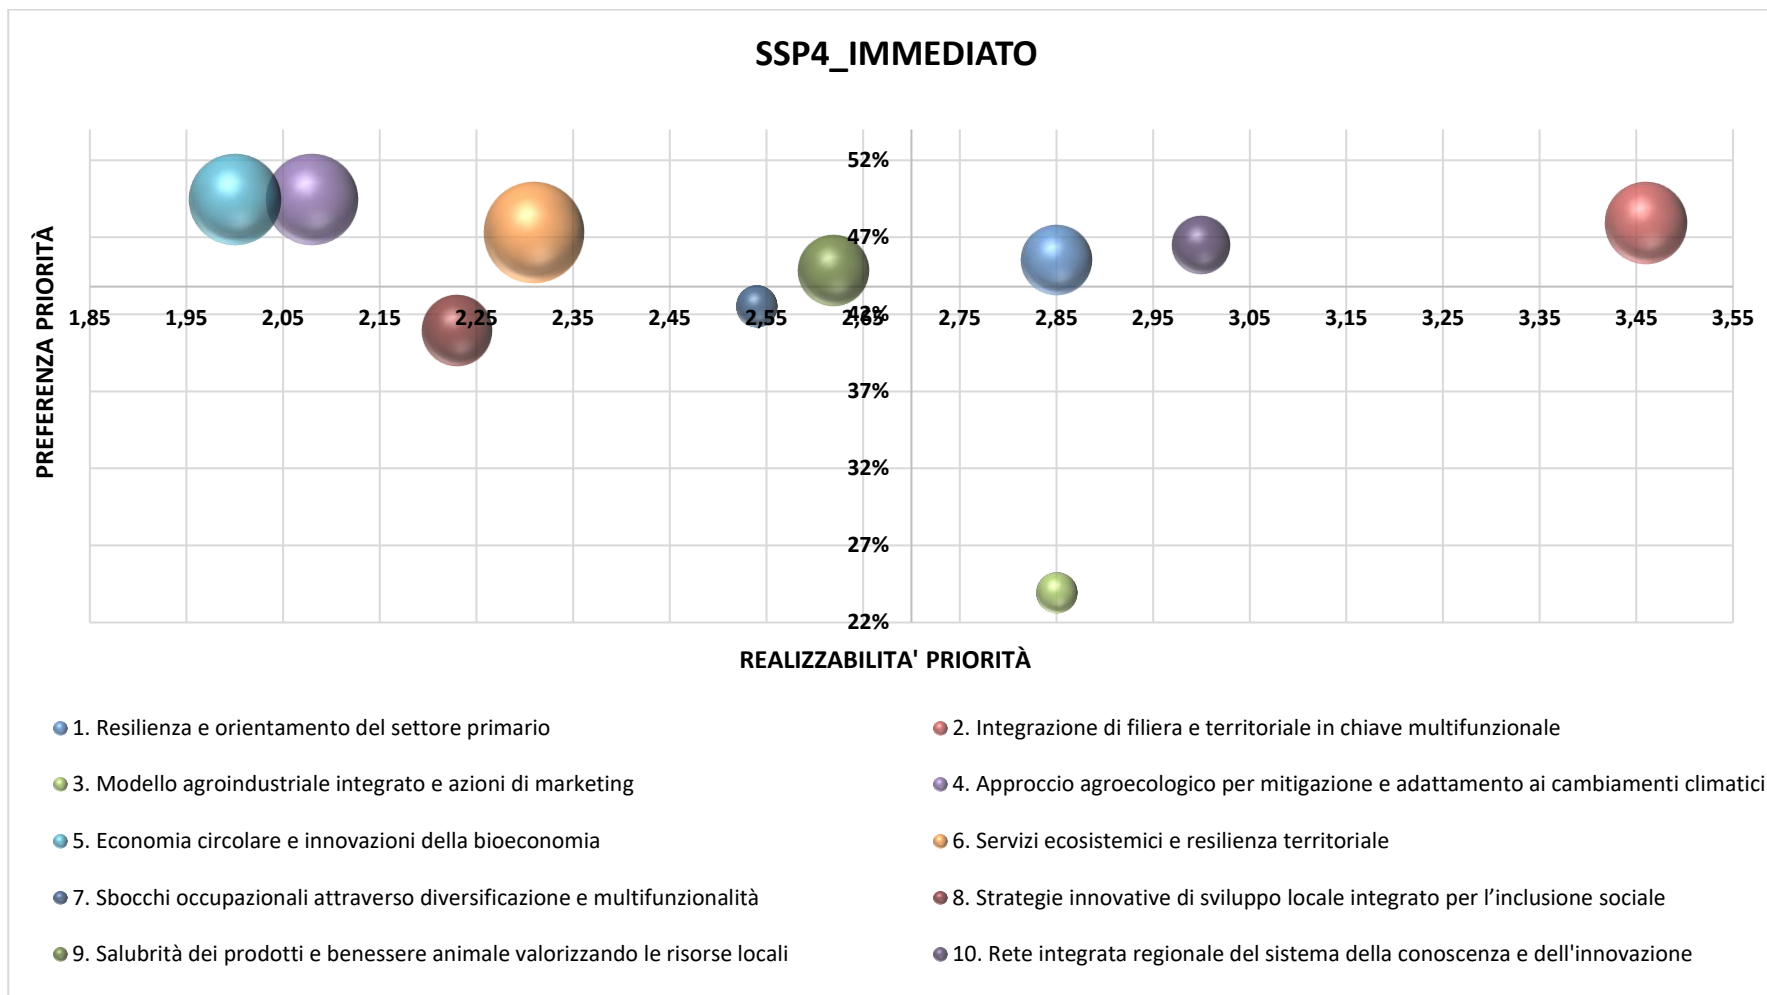 SSP4_IMMEDIATO
PREFERENZA PRIORITÀ
52%
47%
42%
37%
32%
27%
22%
1,85 1,95 2,05 2,15 2,25 2,35 2,45 2,55 2,65 2,75 2,85 2,95 3,05 3,15 3,25 3,35 3,45 3,55
REALIZZABILITA' PRIORITÀ
1. Resilienza e orientamento del settore primario
2. Integrazione di filiera e territoriale in chiave multifunzionale
3. Modello agroindustriale integrato e azioni di marketing
4. Approccio agroecologico per mitigazione e adattamento ai cambiamenti climatici
5. Economia circolare e innovazioni della bioeconomia
6. Servizi ecosistemici e resilienza territoriale
7. Sbocchi occupazionali attraverso diversificazione e multifunzionalità
8. Strategie innovative di sviluppo locale integrato per l’inclusione sociale
9. Salubrità dei prodotti e benessere animale valorizzando le risorse locali
10. Rete integrata regionale del sistema della conoscenza e dell'innovazione